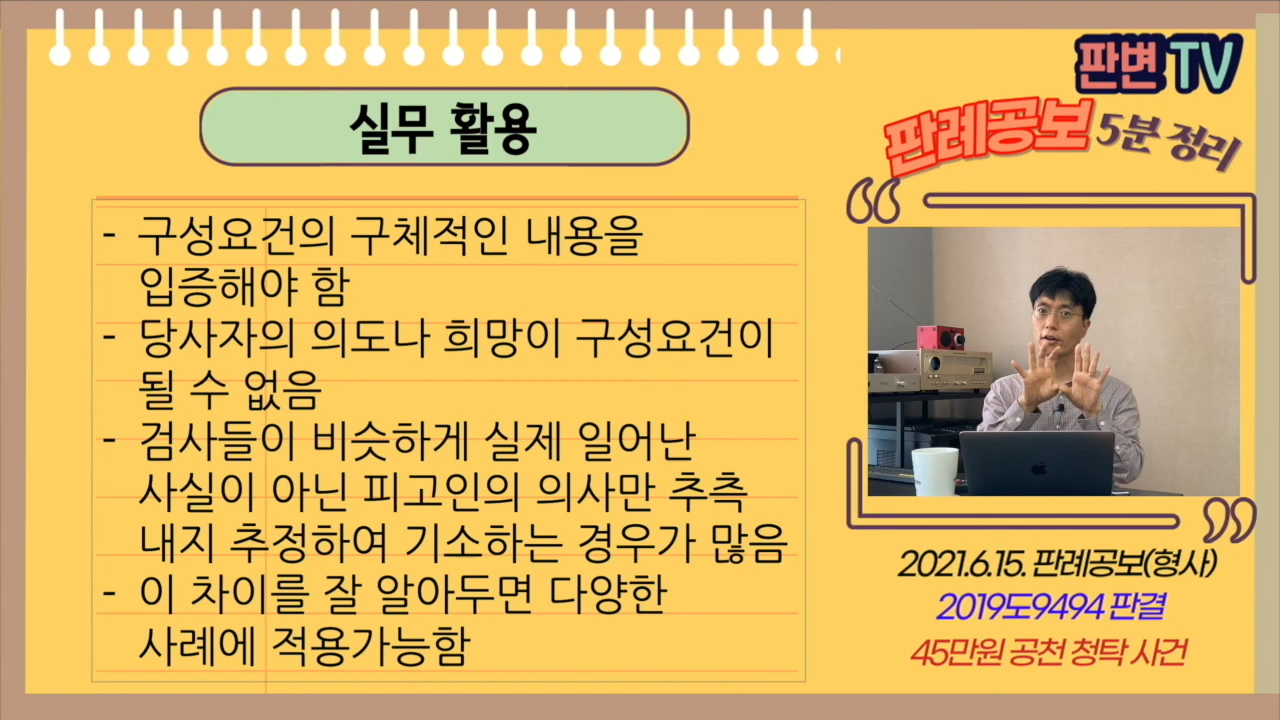 실무 활용
- 구성요건의 구체적인 내용을
입증해야 함
- 당사자의 의도나 희망이 구성요건이
될 수 없음
- 검사들이 비슷하게 실제 일어난
사실이 아닌 피고인의 의사만 추측
내지 추정하여 기소하는 경우가 많음
- 이 차이를 잘 알아두면 다양한
사례에 적용가능함
판변 TV
판례공보 5분 정리
2021.6.15. 판례공보(형사)
2019도9494 판결
45만원 공천 청탁 사건